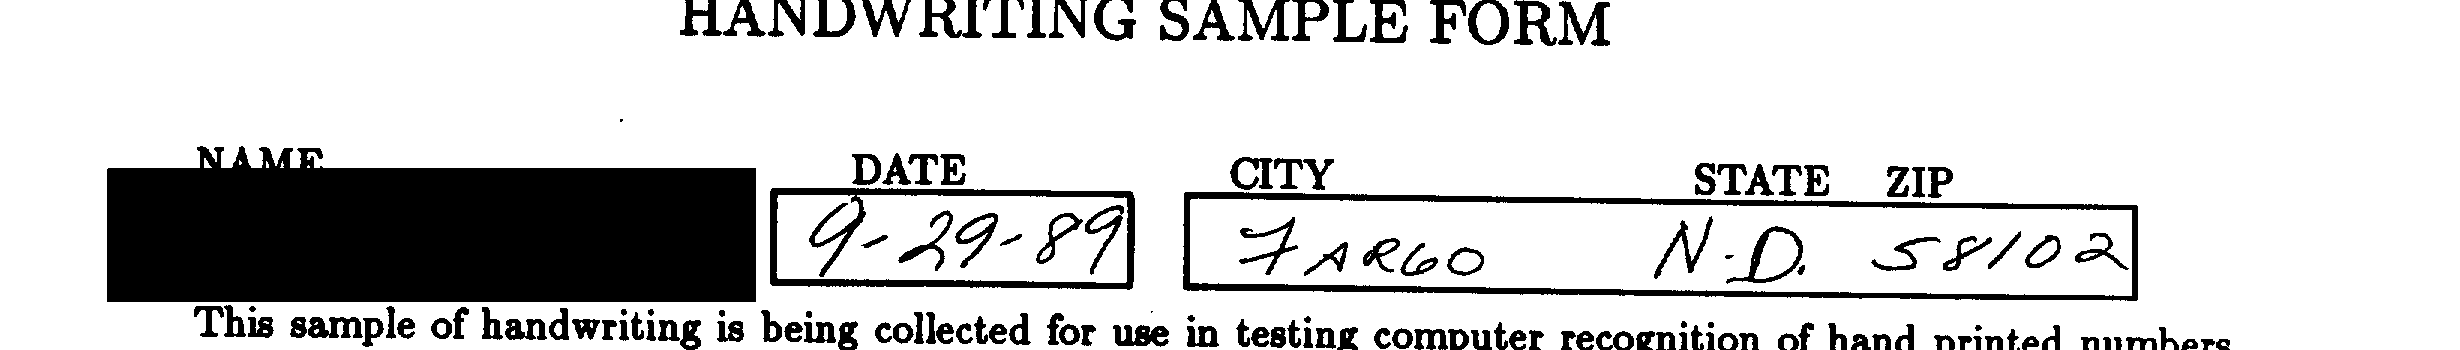 HANDWRITING SAMPLE FORM
NAME DATE CITY STATE ZIP
9-29-89 FARGO N.D. 58102
This sample of handwriting is being collected for use in testing computer recognition of hand printed numbers